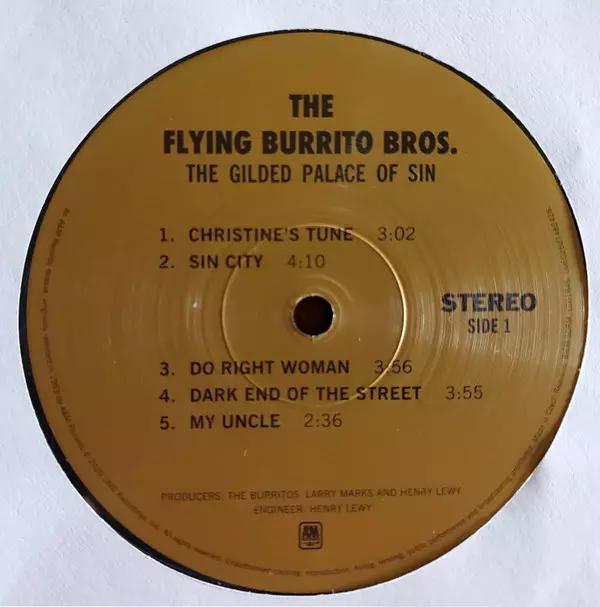 THE
FLYING BURRITO BROS.
THE GILDED PALACE OF SIN
1. CHRISTINE'S TUNE 3:02
2. SIN CITY 4:10
STEREO
SIDE 1
3. DO RIGHT WOMAN 3:56
4. DARK END OF THE STREET 3:55
5. MY UNCLE 2:36
PRODUCERS: THE BURRITOS, LARRY MARKS AND HENRY LEWY
ENGINEER: HENRY LEWY
A&M